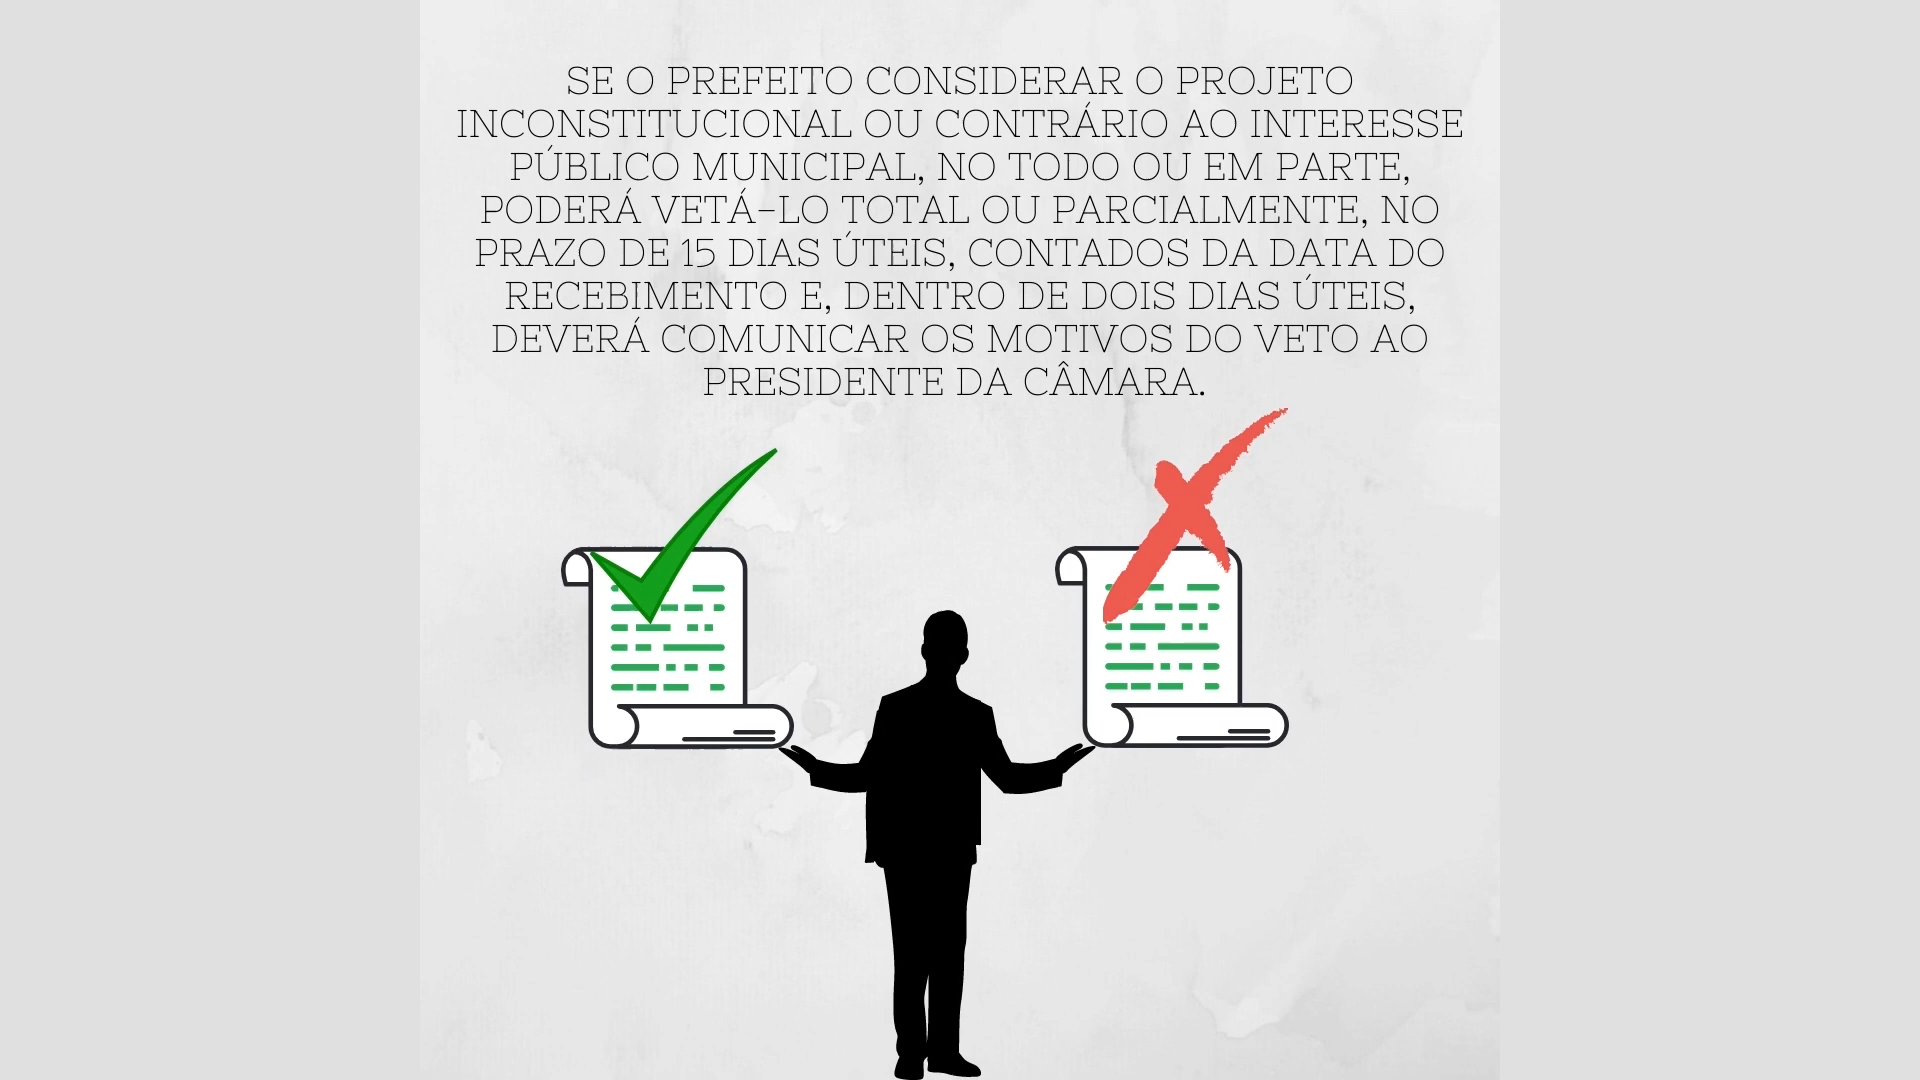 SE O PREFEITO CONSIDERAR O PROJETO
INCONSTITUCIONAL OU CONTRÁRIO AO INTERESSE
PÚBLICO MUNICIPAL, NO TODO OU EM PARTE,
PODERÁ VETÁ-LO TOTAL OU PARCIALMENTE, NO
PRAZO DE 15 DIAS ÚTEIS, CONTADOS DA DATA DO
RECEBIMENTO E, DENTRO DE DOIS DIAS ÚTEIS,
DEVERÁ COMUNICAR OS MOTIVOS DO VETO AO
PRESIDENTE DA CÂMARA.